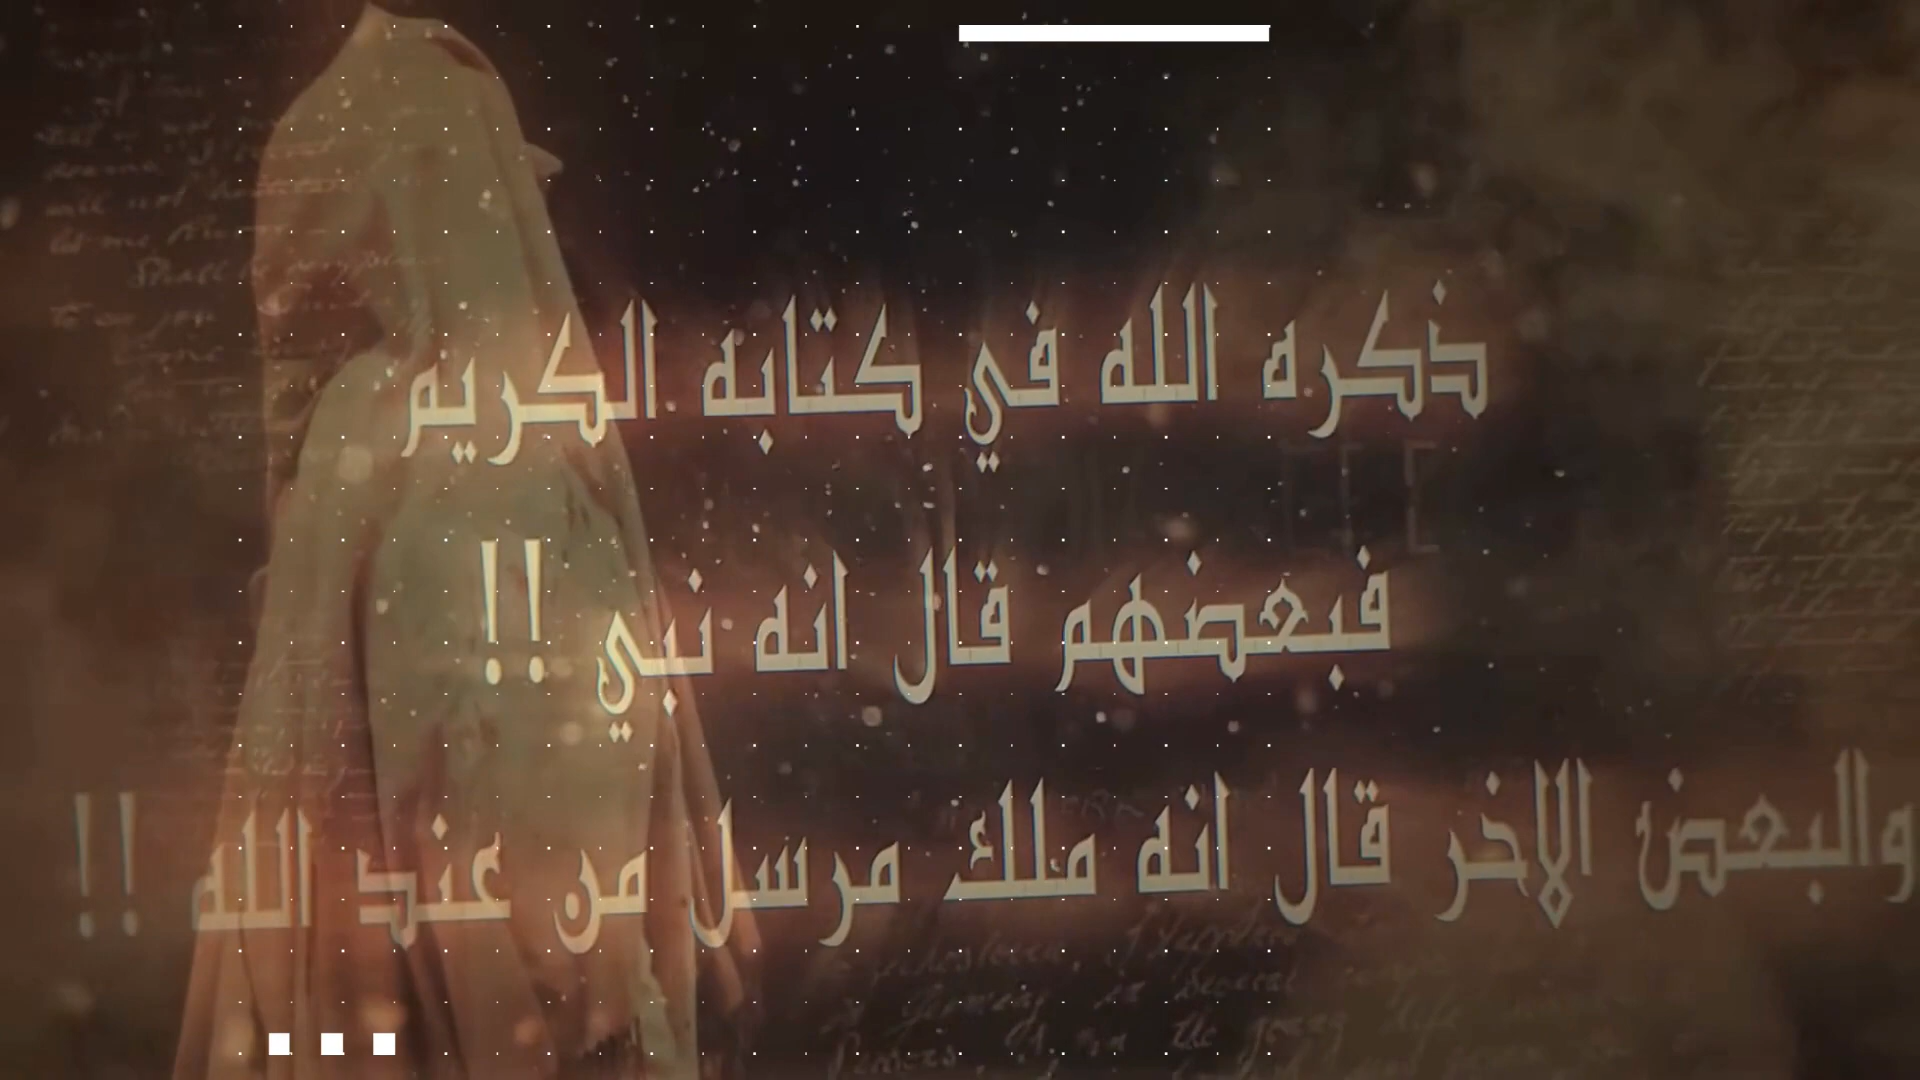 ذكره الله في كتابه الكريم
فبعضهم قال انه نبي !!
والبعض الاخر قال انه ملك مرسل من عند الله !!